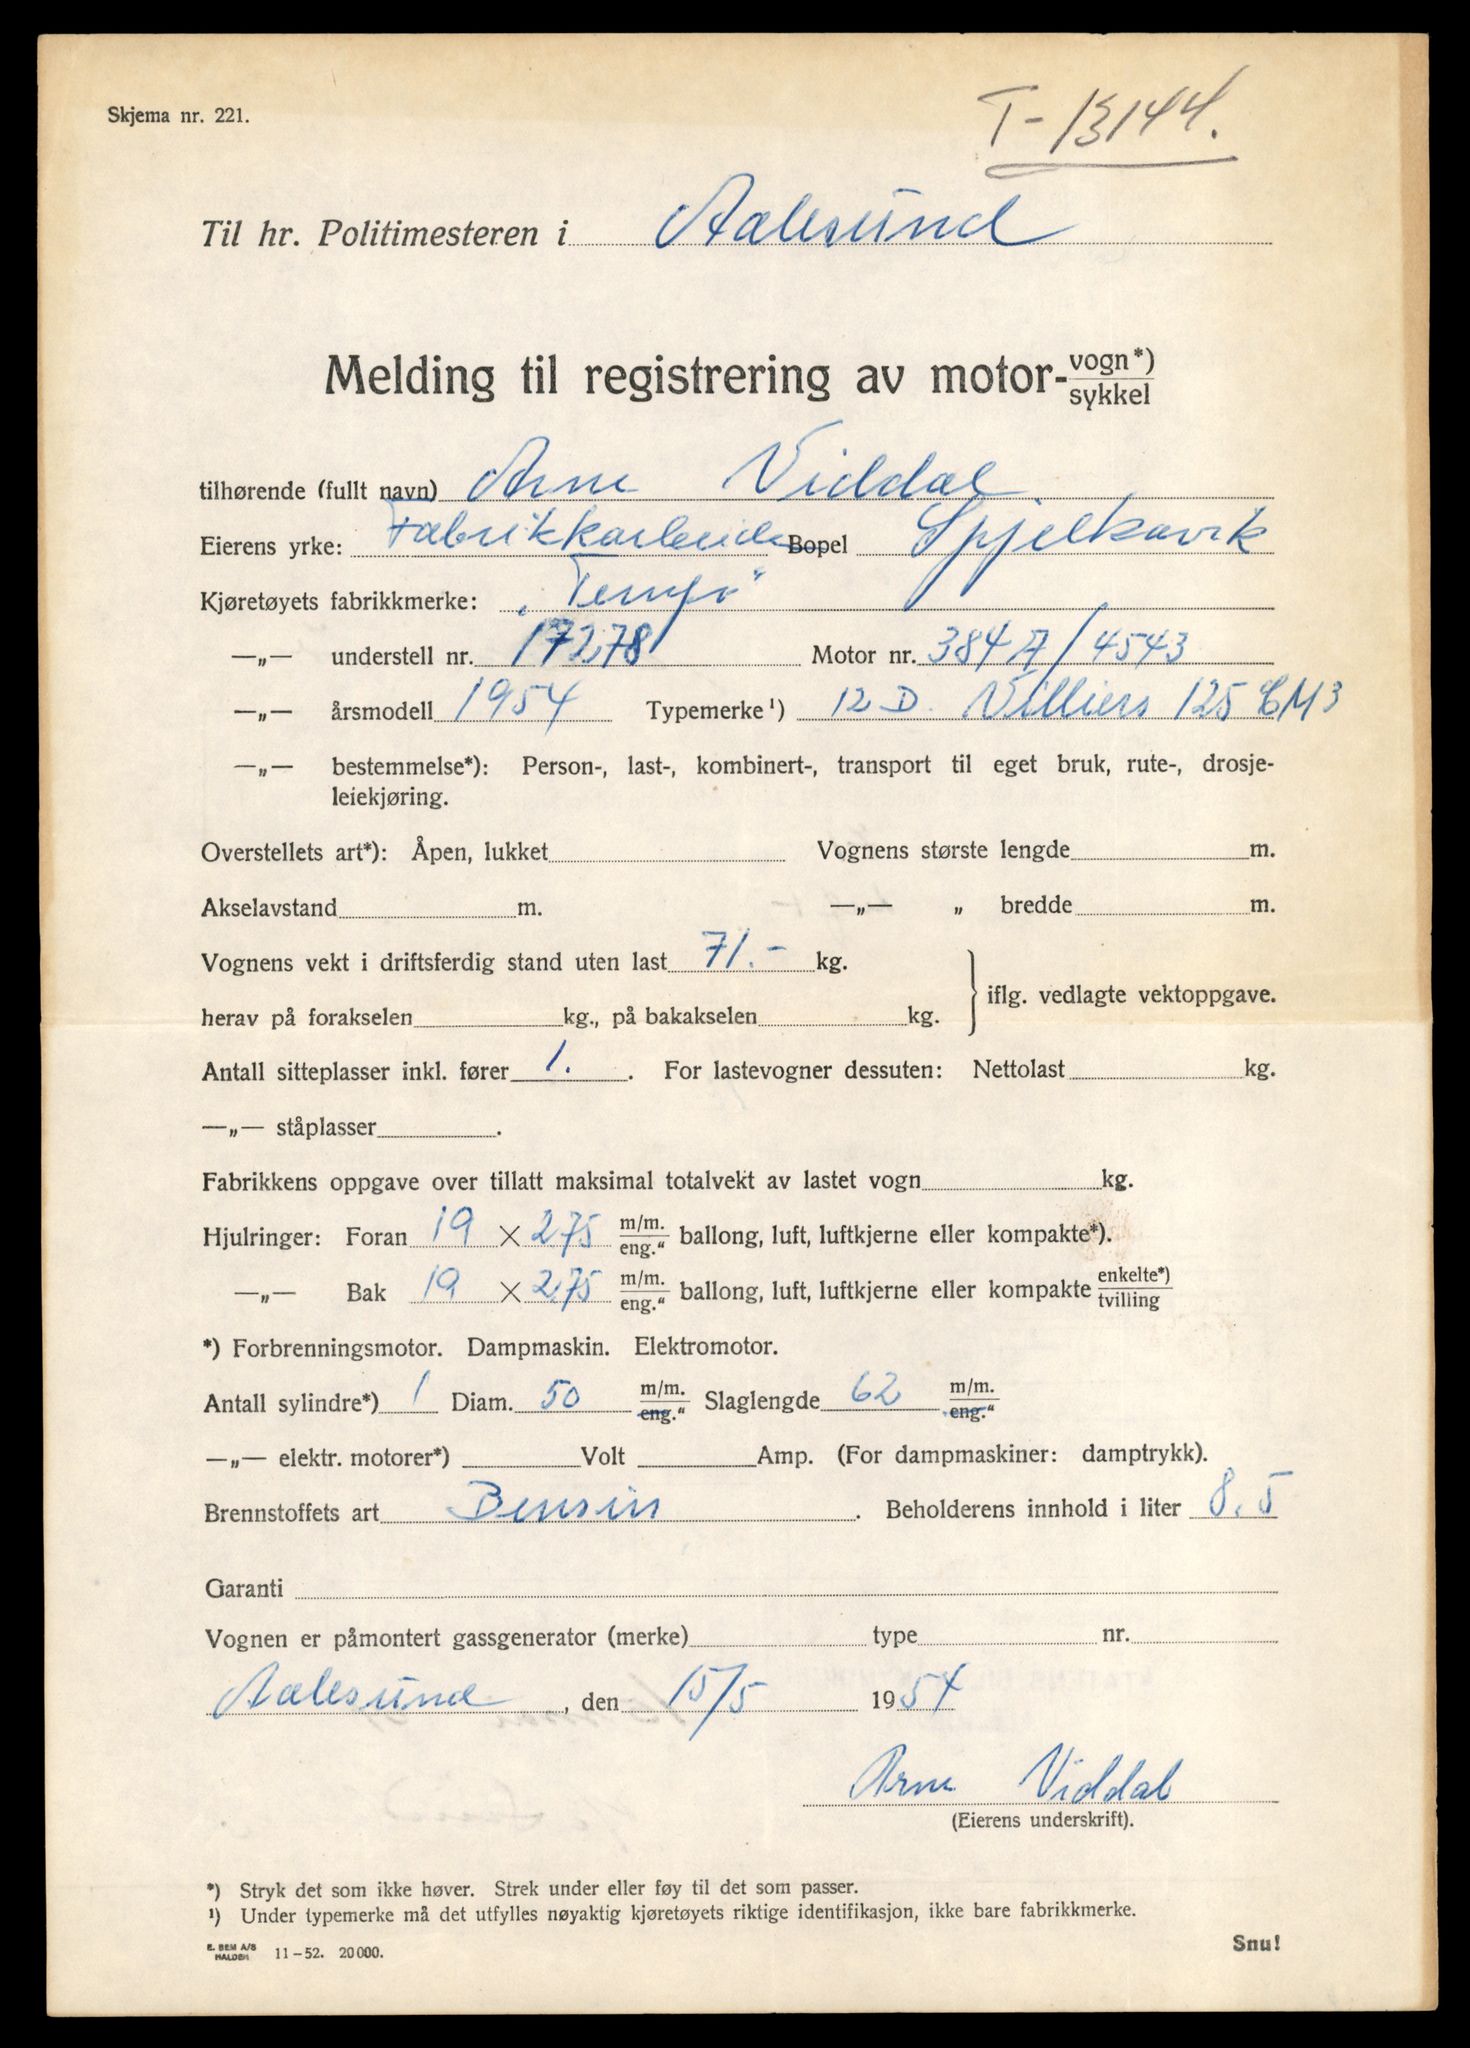 Skjema nr. 221.
T-13144.
Til hr. Politimesteren i Aalesund
Melding til registrering av motor-vogn*)/sykkel
tilhørende (fullt navn) Arne Viddal
Eierens yrke: Fabrikkarbeider Bopel Spjelkavik
Kjøretøyets fabrikkmerke: „Tempo"
—„— understell nr. 17278 Motor nr. 384A/4543
—„— årsmodell 1954 Typemerke¹) 12 D. Villiers 125 CM3
—„— bestemmelse*): Person-, last-, kombinert-, transport til eget bruk, rute-, drosje-
leiekjøring.
Overstellets art*): Åpen, lukket Vognens største lengde m.
Akselavstand m. —„— „ bredde m.
Vognens vekt i driftsferdig stand uten last 71.- kg.
herav på forakselen kg., på bakakselen kg. iflg. vedlagte vektoppgave.
Antall sitteplasser inkl. fører 1. . For lastevogner dessuten: Nettolast kg.
—„— ståplasser .
Fabrikkens oppgave over tillatt maksimal totalvekt av lastet vogn kg.
Hjulringer: Foran 19 × 2,75 m/m./eng." ballong, luft, luftkjerne eller kompakte*).
—„— Bak 19 × 2,75 m/m./eng." ballong, luft, luftkjerne eller kompakte enkelte*)/tvilling
*) Forbrenningsmotor. Dampmaskin. Elektromotor.
Antall sylindre*) 1 Diam. 50 m/m./eng." Slaglengde 62 m/m./eng."
—„— elektr. motorer*) Volt Amp. (For dampmaskiner: damptrykk).
Brennstoffets art Bensin . Beholderens innhold i liter 8.5
Garanti
Vognen er påmontert gassgenerator (merke) type nr.
Aalesund, den 15/5 1954
Arne Viddal
(Eierens underskrift).
*) Stryk det som ikke høver. Strek under eller føy til det som passer.
¹) Under typemerke må det utfylles nøyaktig kjøretøyets riktige identifikasjon, ikke bare fabrikkmerke.
E. BEM A/S HALDEN 11-52. 20 000. Snu!